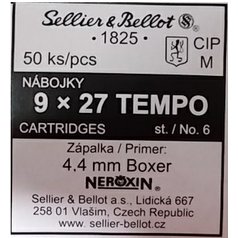 Sellier & Bellot®
• 1825 •
50 ks/pcs
CIP
M
NÁBOJKY
9 × 27 TEMPO
CARTRIDGES st. / No. 6
Zápalka / Primer:
4,4 mm Boxer
NEROXIN
Sellier & Bellot a.s., Lidická 667
258 01 Vlašim, Czech Republic
www.sellier-bellot.cz